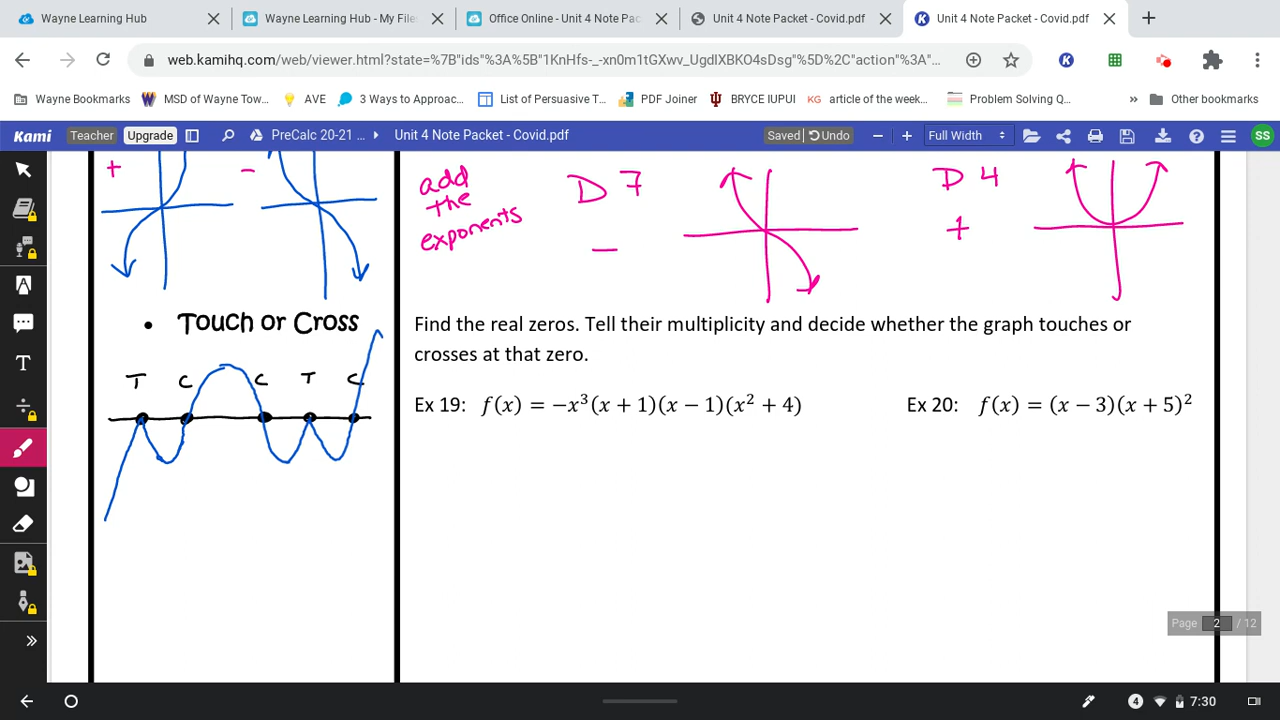 Wayne Learning Hub
Wayne Learning Hub - My Files
Office Online - Unit 4 Note Pac
Unit 4 Note Packet - Covid.pdf
Unit 4 Note Packet - Covid.pdf
web.kamihq.com/web/viewer.html?state=%7B"ids"%3A%5B"1KnHfs-_-xn0m1tGXwv_UgdIXBKO4sDsg"%5D%2C"action"%3A"...
Wayne Bookmarks
MSD of Wayne Tow...
AVE
3 Ways to Approac...
List of Persuasive T...
PDF Joiner
BRYCE IUPUI
KG article of the week...
Problem Solving Q...
» Other bookmarks
Kami Teacher Upgrade
PreCalc 20-21 ...
Unit 4 Note Packet - Covid.pdf
Saved Undo
Full Width
SS
+ -
add
the
exponents
D 7
-
D 4
+
• Touch or Cross
T C C T C
Find the real zeros. Tell their multiplicity and decide whether the graph touches or
crosses at that zero.
Ex 19: f(x) = −x³(x + 1)(x − 1)(x² + 4)
Ex 20: f(x) = (x − 3)(x + 5)²
Page 2 / 12
4 7:30